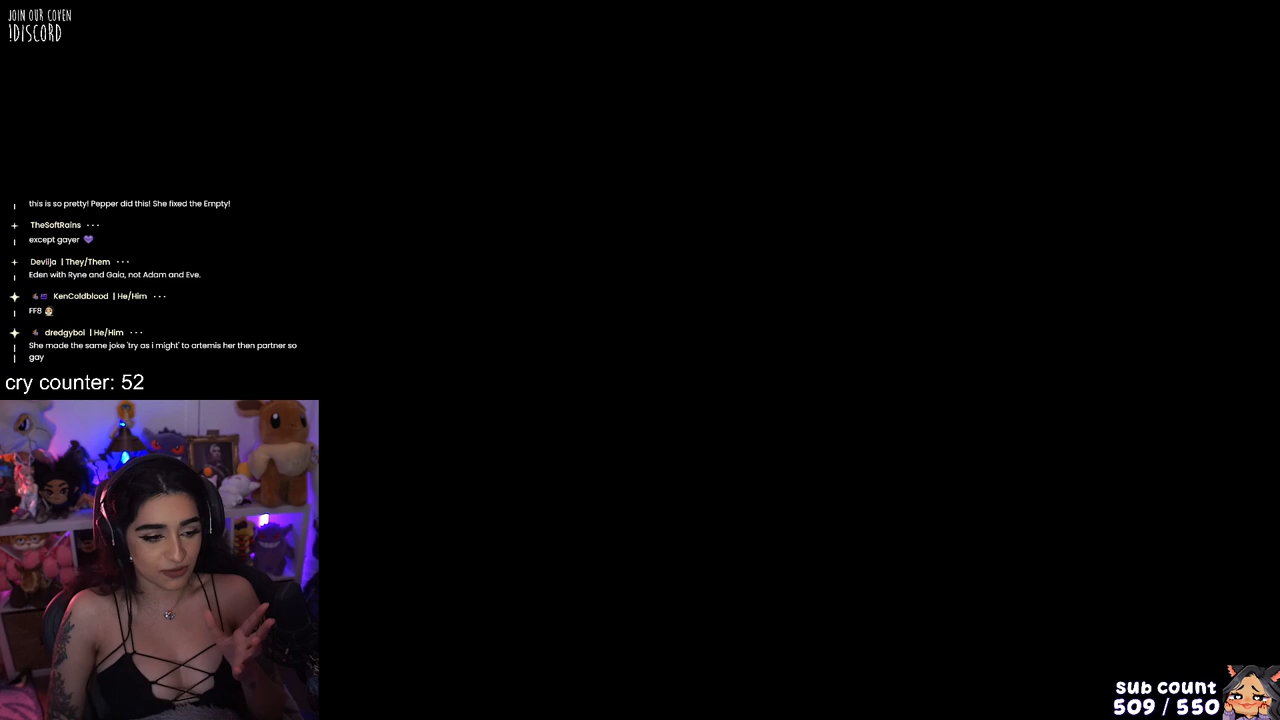 JOIN OUR COVEN
!DISCORD
this is so pretty! Pepper did this! She fixed the Empty!
TheSoftRains
except gayer
Devilja | They/Them
Eden with Ryne and Gaia, not Adam and Eve.
KenColdblood | He/Him
FF8
dredgyboi | He/Him
She made the same joke 'try as i might' to artemis her then partner so
gay
cry counter: 52
sub count
509 / 550